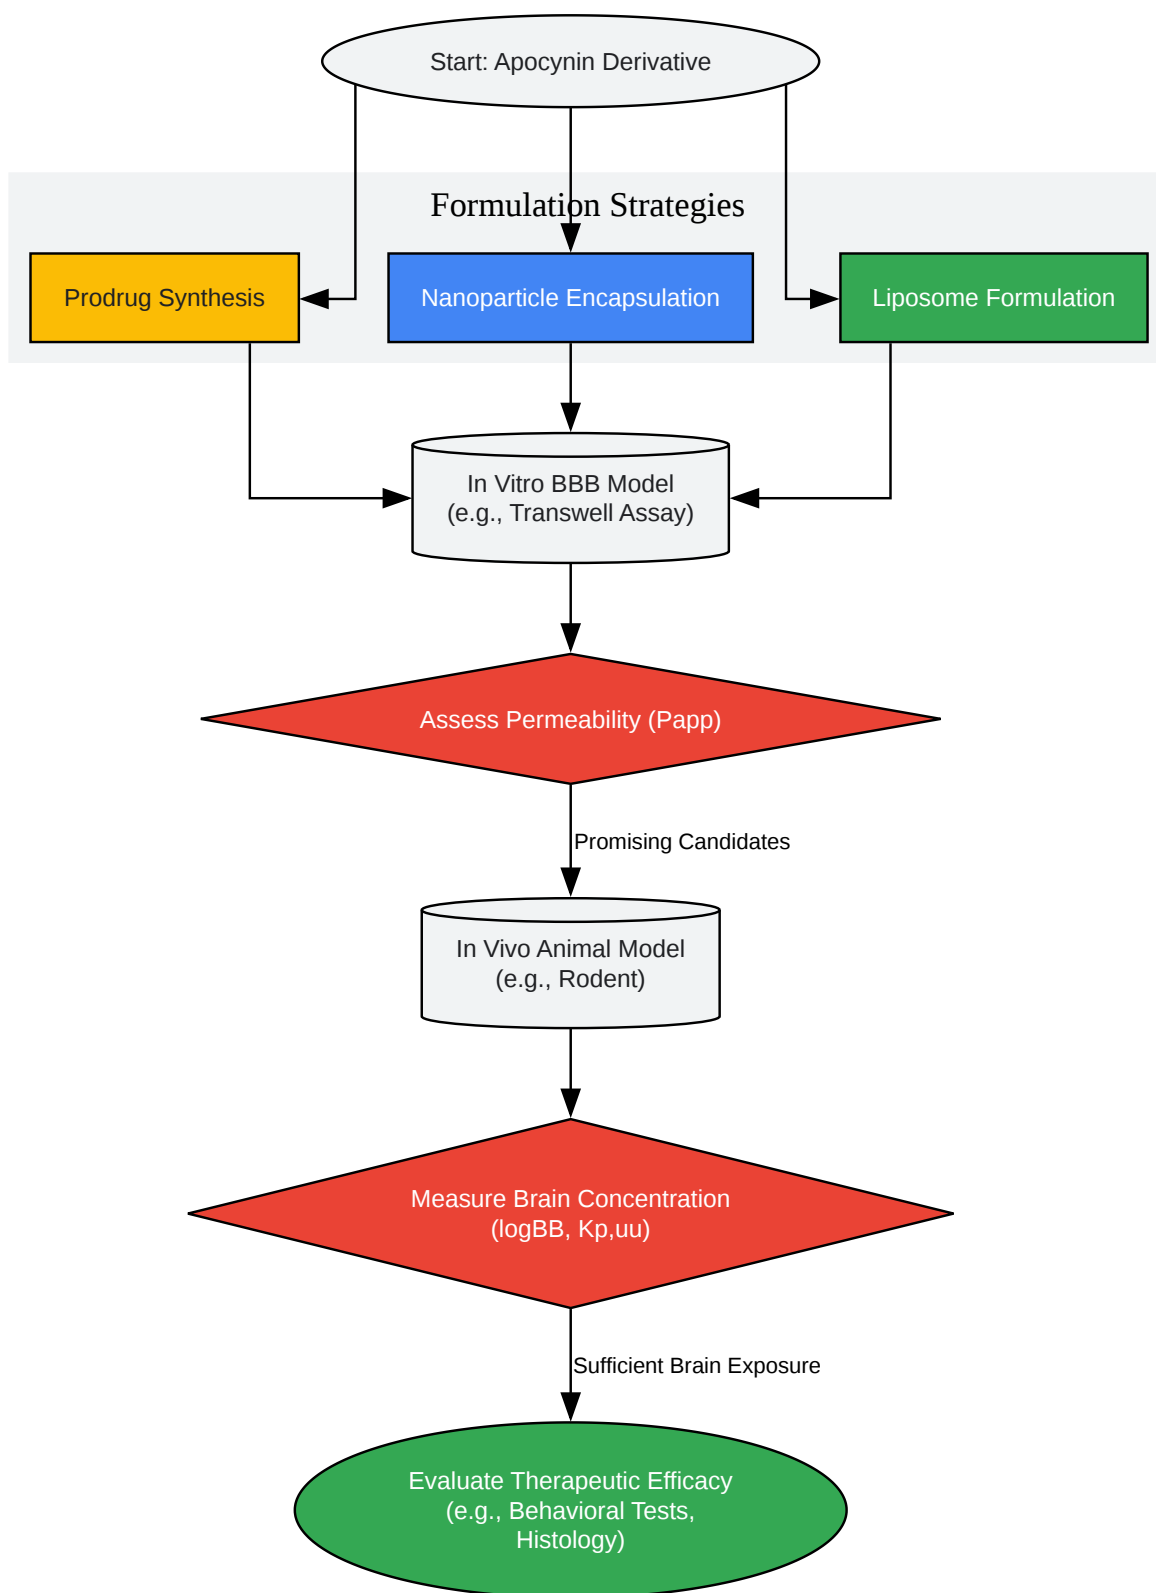 Start: Apocynin Derivative
Formulation Strategies
Prodrug Synthesis
Nanoparticle Encapsulation
Liposome Formulation
In Vitro BBB Model
(e.g., Transwell Assay)
Assess Permeability (Papp)
Promising Candidates
In Vivo Animal Model
(e.g., Rodent)
Measure Brain Concentration
(logBB, Kp,uu)
Sufficient Brain Exposure
Evaluate Therapeutic Efficacy
(e.g., Behavioral Tests,
Histology)